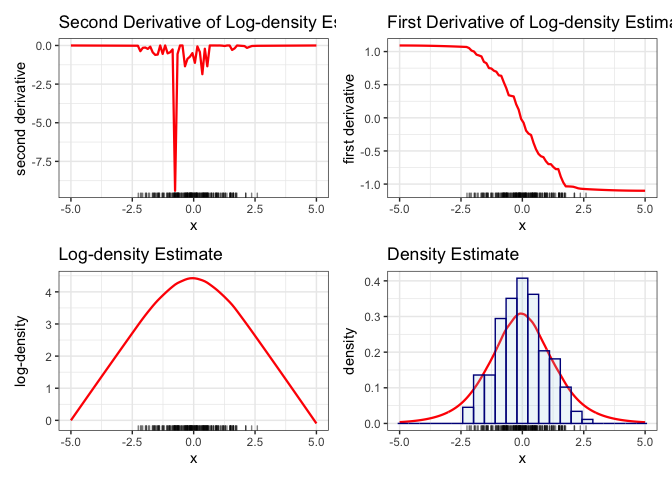 Second Derivative of Log-density Es
0.0
-2.5
-5.0
-7.5
second derivative
-5.0 -2.5 0.0 2.5 5.0
x
First Derivative of Log-density Estima
1.0
0.5
0.0
-0.5
-1.0
first derivative
-5.0 -2.5 0.0 2.5 5.0
x
Log-density Estimate
4
3
2
1
0
log-density
-5.0 -2.5 0.0 2.5 5.0
x
Density Estimate
0.4
0.3
0.2
0.1
0.0
density
-5.0 -2.5 0.0 2.5 5.0
x